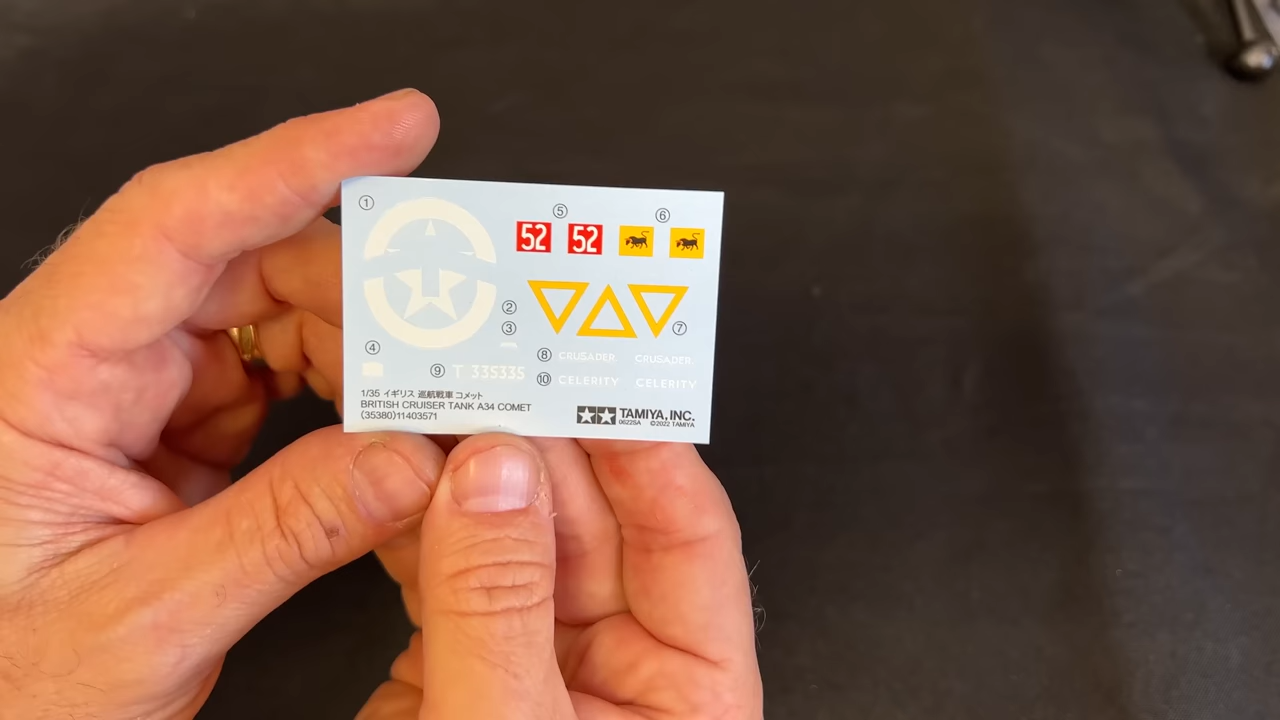 ①
⑤
⑥
52 52
②
③
⑦
④
⑧ CRUSADER CRUSADER
⑨ T 335335
⑩ CELERITY CELERITY
1/35 イギリス 巡航戦車 コメット
BRITISH CRUISER TANK A34 COMET
(35380)11403571
TAMIYA, INC.
0622SA ©2022 TAMIYA